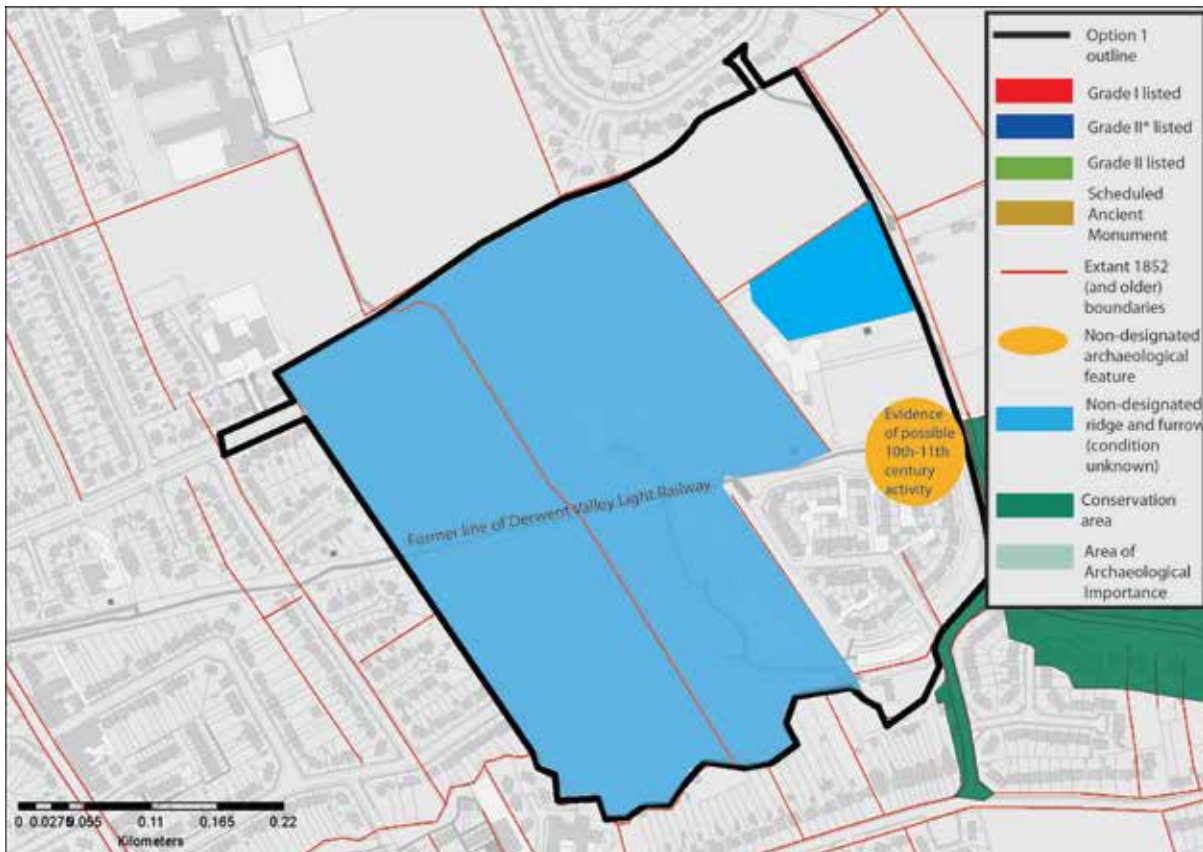 Option 1
outline
Grade I listed
Grade II* listed
Grade II listed
Scheduled
Ancient
Monument
Extant 1852
(and older)
boundaries
Non-designated
archaeological
feature
Non-designated
ridge and furrow
(condition
unknown)
Conservation
area
Area of
Archaeological
Importance
Evidence
of possible
10th-11th
century
activity
Former line of Derwent Valley Light Railway
0 0.0275 0.055 0.11 0.165 0.22
Kilometers